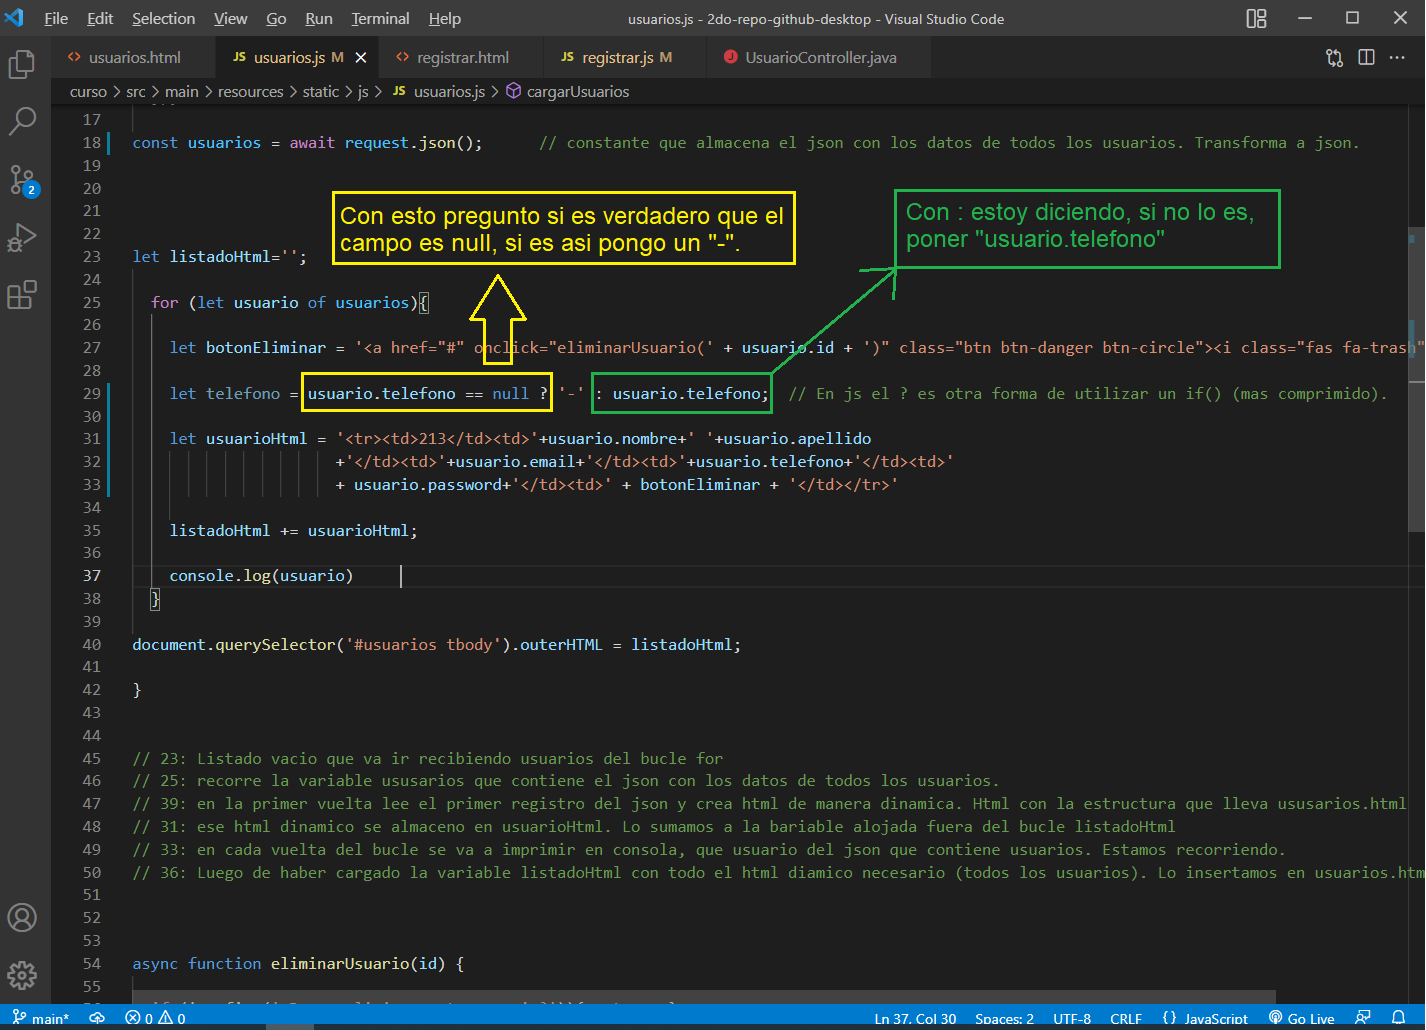 File Edit Selection View Go Run Terminal Help
usuarios.js - 2do-repo-github-desktop - Visual Studio Code
usuarios.html JS usuarios.js M registrar.html JS registrar.js M J UsuarioController.java
curso > src > main > resources > static > js > JS usuarios.js > cargarUsuarios
17
18 const usuarios = await request.json(); // constante que almacena el json con los datos de todos los usuarios. Transforma a json.
19
20
21
22
Con esto pregunto si es verdadero que el
campo es null, si es asi pongo un "-".
Con : estoy diciendo, si no lo es,
poner "usuario.telefono"
23 let listadoHtml='';
24
25 for (let usuario of usuarios){
26
27 let botonEliminar = '<a href="#" onclick="eliminarUsuario(' + usuario.id + ')" class="btn btn-danger btn-circle"><i class="fas fa-trash"
28
29 let telefono = usuario.telefono == null ? '-' : usuario.telefono; // En js el ? es otra forma de utilizar un if() (mas comprimido).
30
31 let usuarioHtml = '<tr><td>213</td><td>'+usuario.nombre+' '+usuario.apellido
32 +'</td><td>'+usuario.email+'</td><td>'+usuario.telefono+'</td><td>'
33 + usuario.password+'</td><td>' + botonEliminar + '</td></tr>'
34
35 listadoHtml += usuarioHtml;
36
37 console.log(usuario)
38 }
39
40 document.querySelector('#usuarios tbody').outerHTML = listadoHtml;
41
42 }
43
44
45 // 23: Listado vacio que va ir recibiendo usuarios del bucle for
46 // 25: recorre la variable ususarios que contiene el json con los datos de todos los usuarios.
47 // 39: en la primer vuelta lee el primer registro del json y crea html de manera dinamica. Html con la estructura que lleva ususarios.html
48 // 31: ese html dinamico se almaceno en usuarioHtml. Lo sumamos a la bariable alojada fuera del bucle listadoHtml
49 // 33: en cada vuelta del bucle se va a imprimir en consola, que usuario del json que contiene usuarios. Estamos recorriendo.
50 // 36: Luego de haber cargado la variable listadoHtml con todo el html diamico necesario (todos los usuarios). Lo insertamos en usuarios.htm
51
52
53
54 async function eliminarUsuario(id) {
55
2
main* 0 0 Ln 37, Col 30 Spaces: 2 UTF-8 CRLF {} JavaScript Go Live